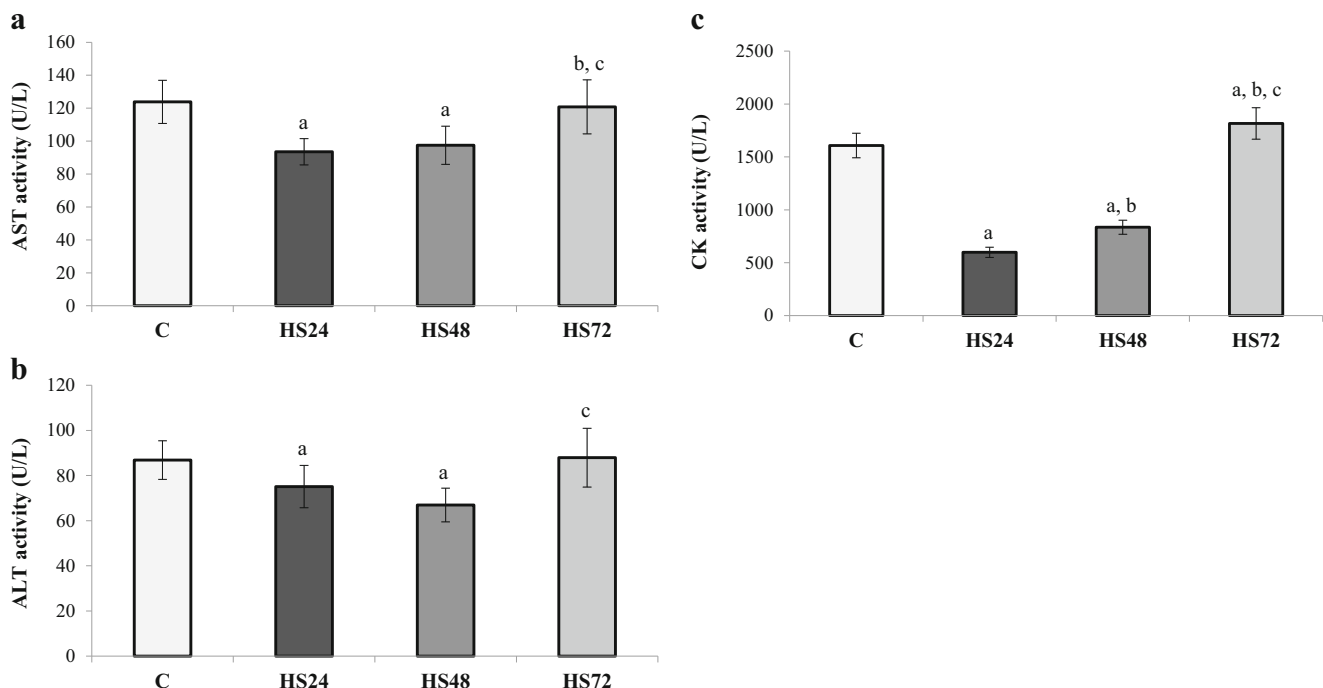 a
AST activity (U/L)
160
140
120
100
80
60
40
20
0
a
a
b, c
C HS24 HS48 HS72
b
ALT activity (U/L)
120
100
80
60
40
20
0
a
a
c
C HS24 HS48 HS72
c
CK activity (U/L)
2500
2000
1500
1000
500
0
a
a, b
a, b, c
C HS24 HS48 HS72